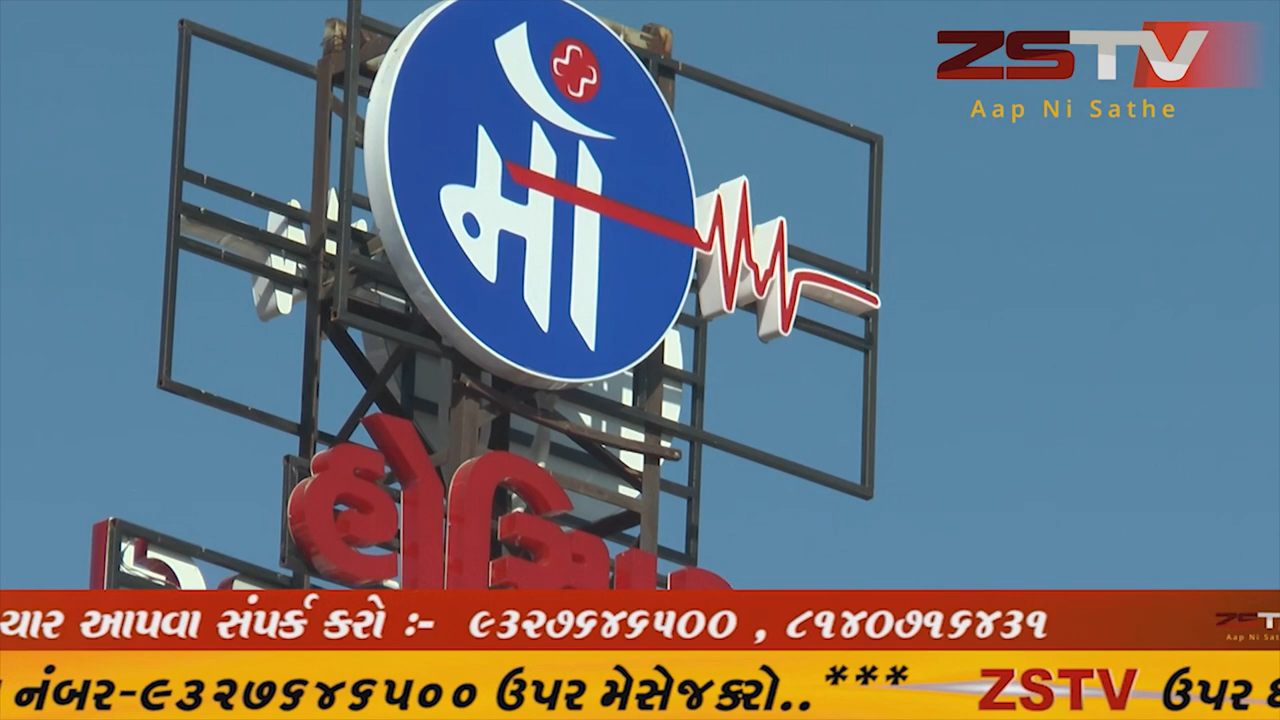 ZSTV
Aap Ni Sathe
માઁ
હોસ્પિ
ચાર આપવા સંપર્ક કરો :- ૯૩૨૭૬૪૬૫૦૦ , ૮૧૪૦૭૧૬૪૩૧
નંબર-૯૩૨૭૬૪૬૫૦૦ ઉપર મેસેજ કરો.. *** ZSTV ઉપર